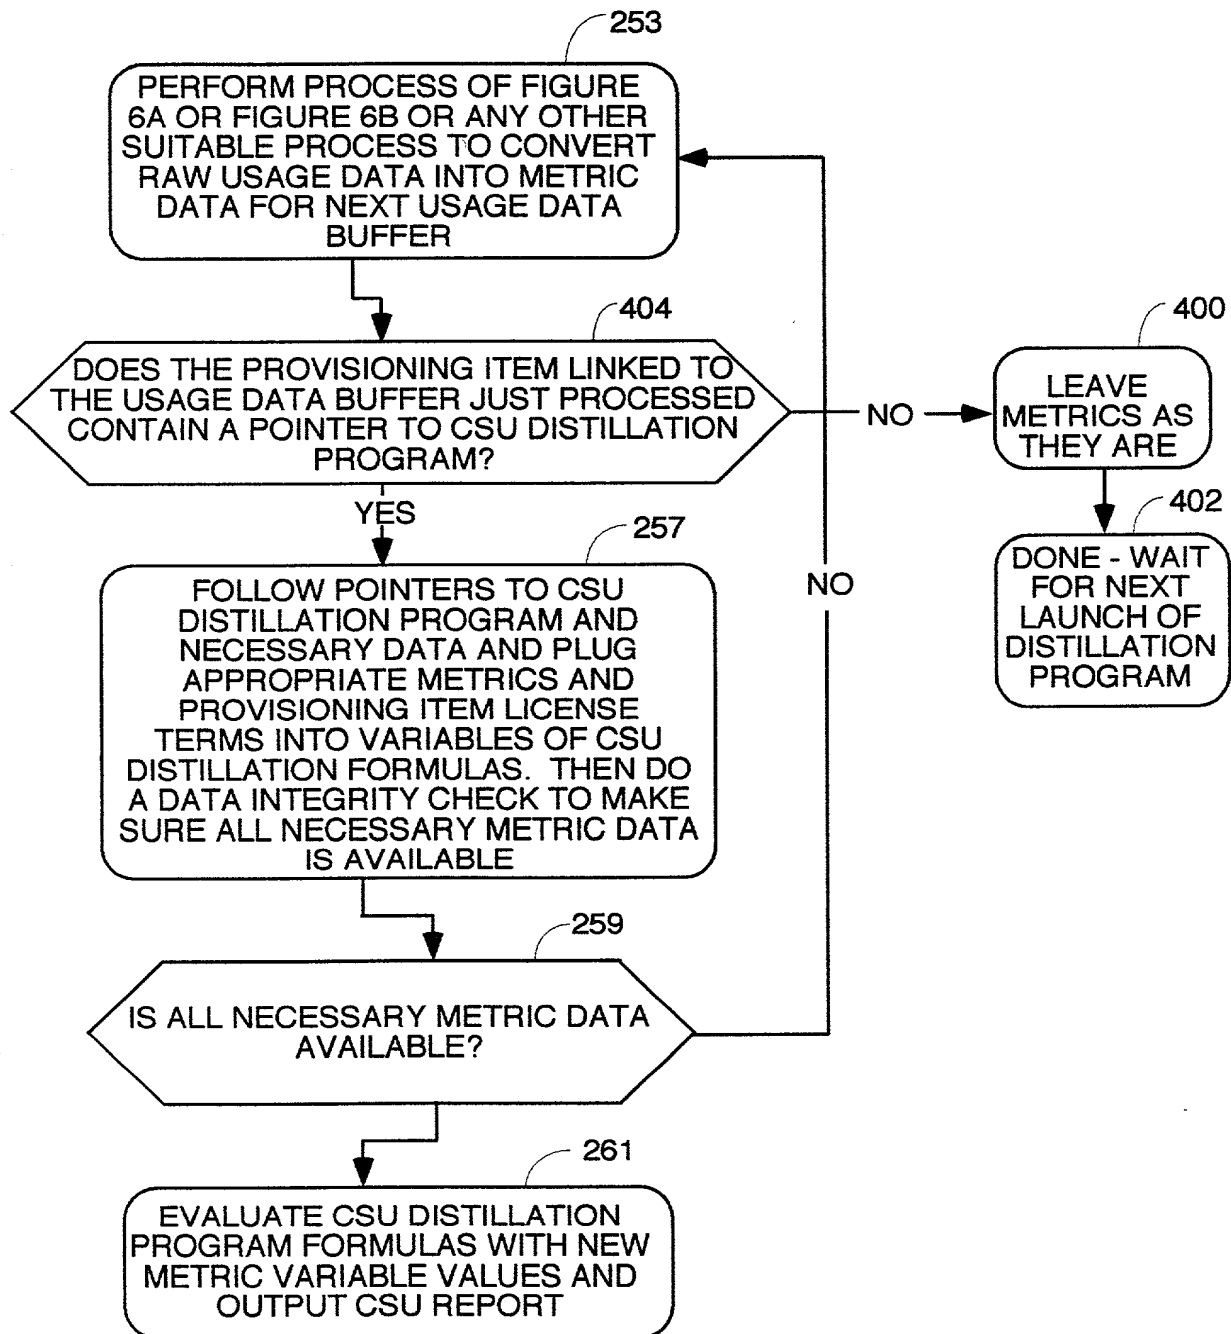 253
PERFORM PROCESS OF FIGURE
6A OR FIGURE 6B OR ANY OTHER
SUITABLE PROCESS TO CONVERT
RAW USAGE DATA INTO METRIC
DATA FOR NEXT USAGE DATA
BUFFER
404
DOES THE PROVISIONING ITEM LINKED TO
THE USAGE DATA BUFFER JUST PROCESSED
CONTAIN A POINTER TO CSU DISTILLATION
PROGRAM?
NO
400
LEAVE
METRICS AS
THEY ARE
402
DONE - WAIT
FOR NEXT
LAUNCH OF
DISTILLATION
PROGRAM
YES
257
FOLLOW POINTERS TO CSU
DISTILLATION PROGRAM AND
NECESSARY DATA AND PLUG
APPROPRIATE METRICS AND
PROVISIONING ITEM LICENSE
TERMS INTO VARIABLES OF CSU
DISTILLATION FORMULAS. THEN DO
A DATA INTEGRITY CHECK TO MAKE
SURE ALL NECESSARY METRIC DATA
IS AVAILABLE
NO
259
IS ALL NECESSARY METRIC DATA
AVAILABLE?
261
EVALUATE CSU DISTILLATION
PROGRAM FORMULAS WITH NEW
METRIC VARIABLE VALUES AND
OUTPUT CSU REPORT